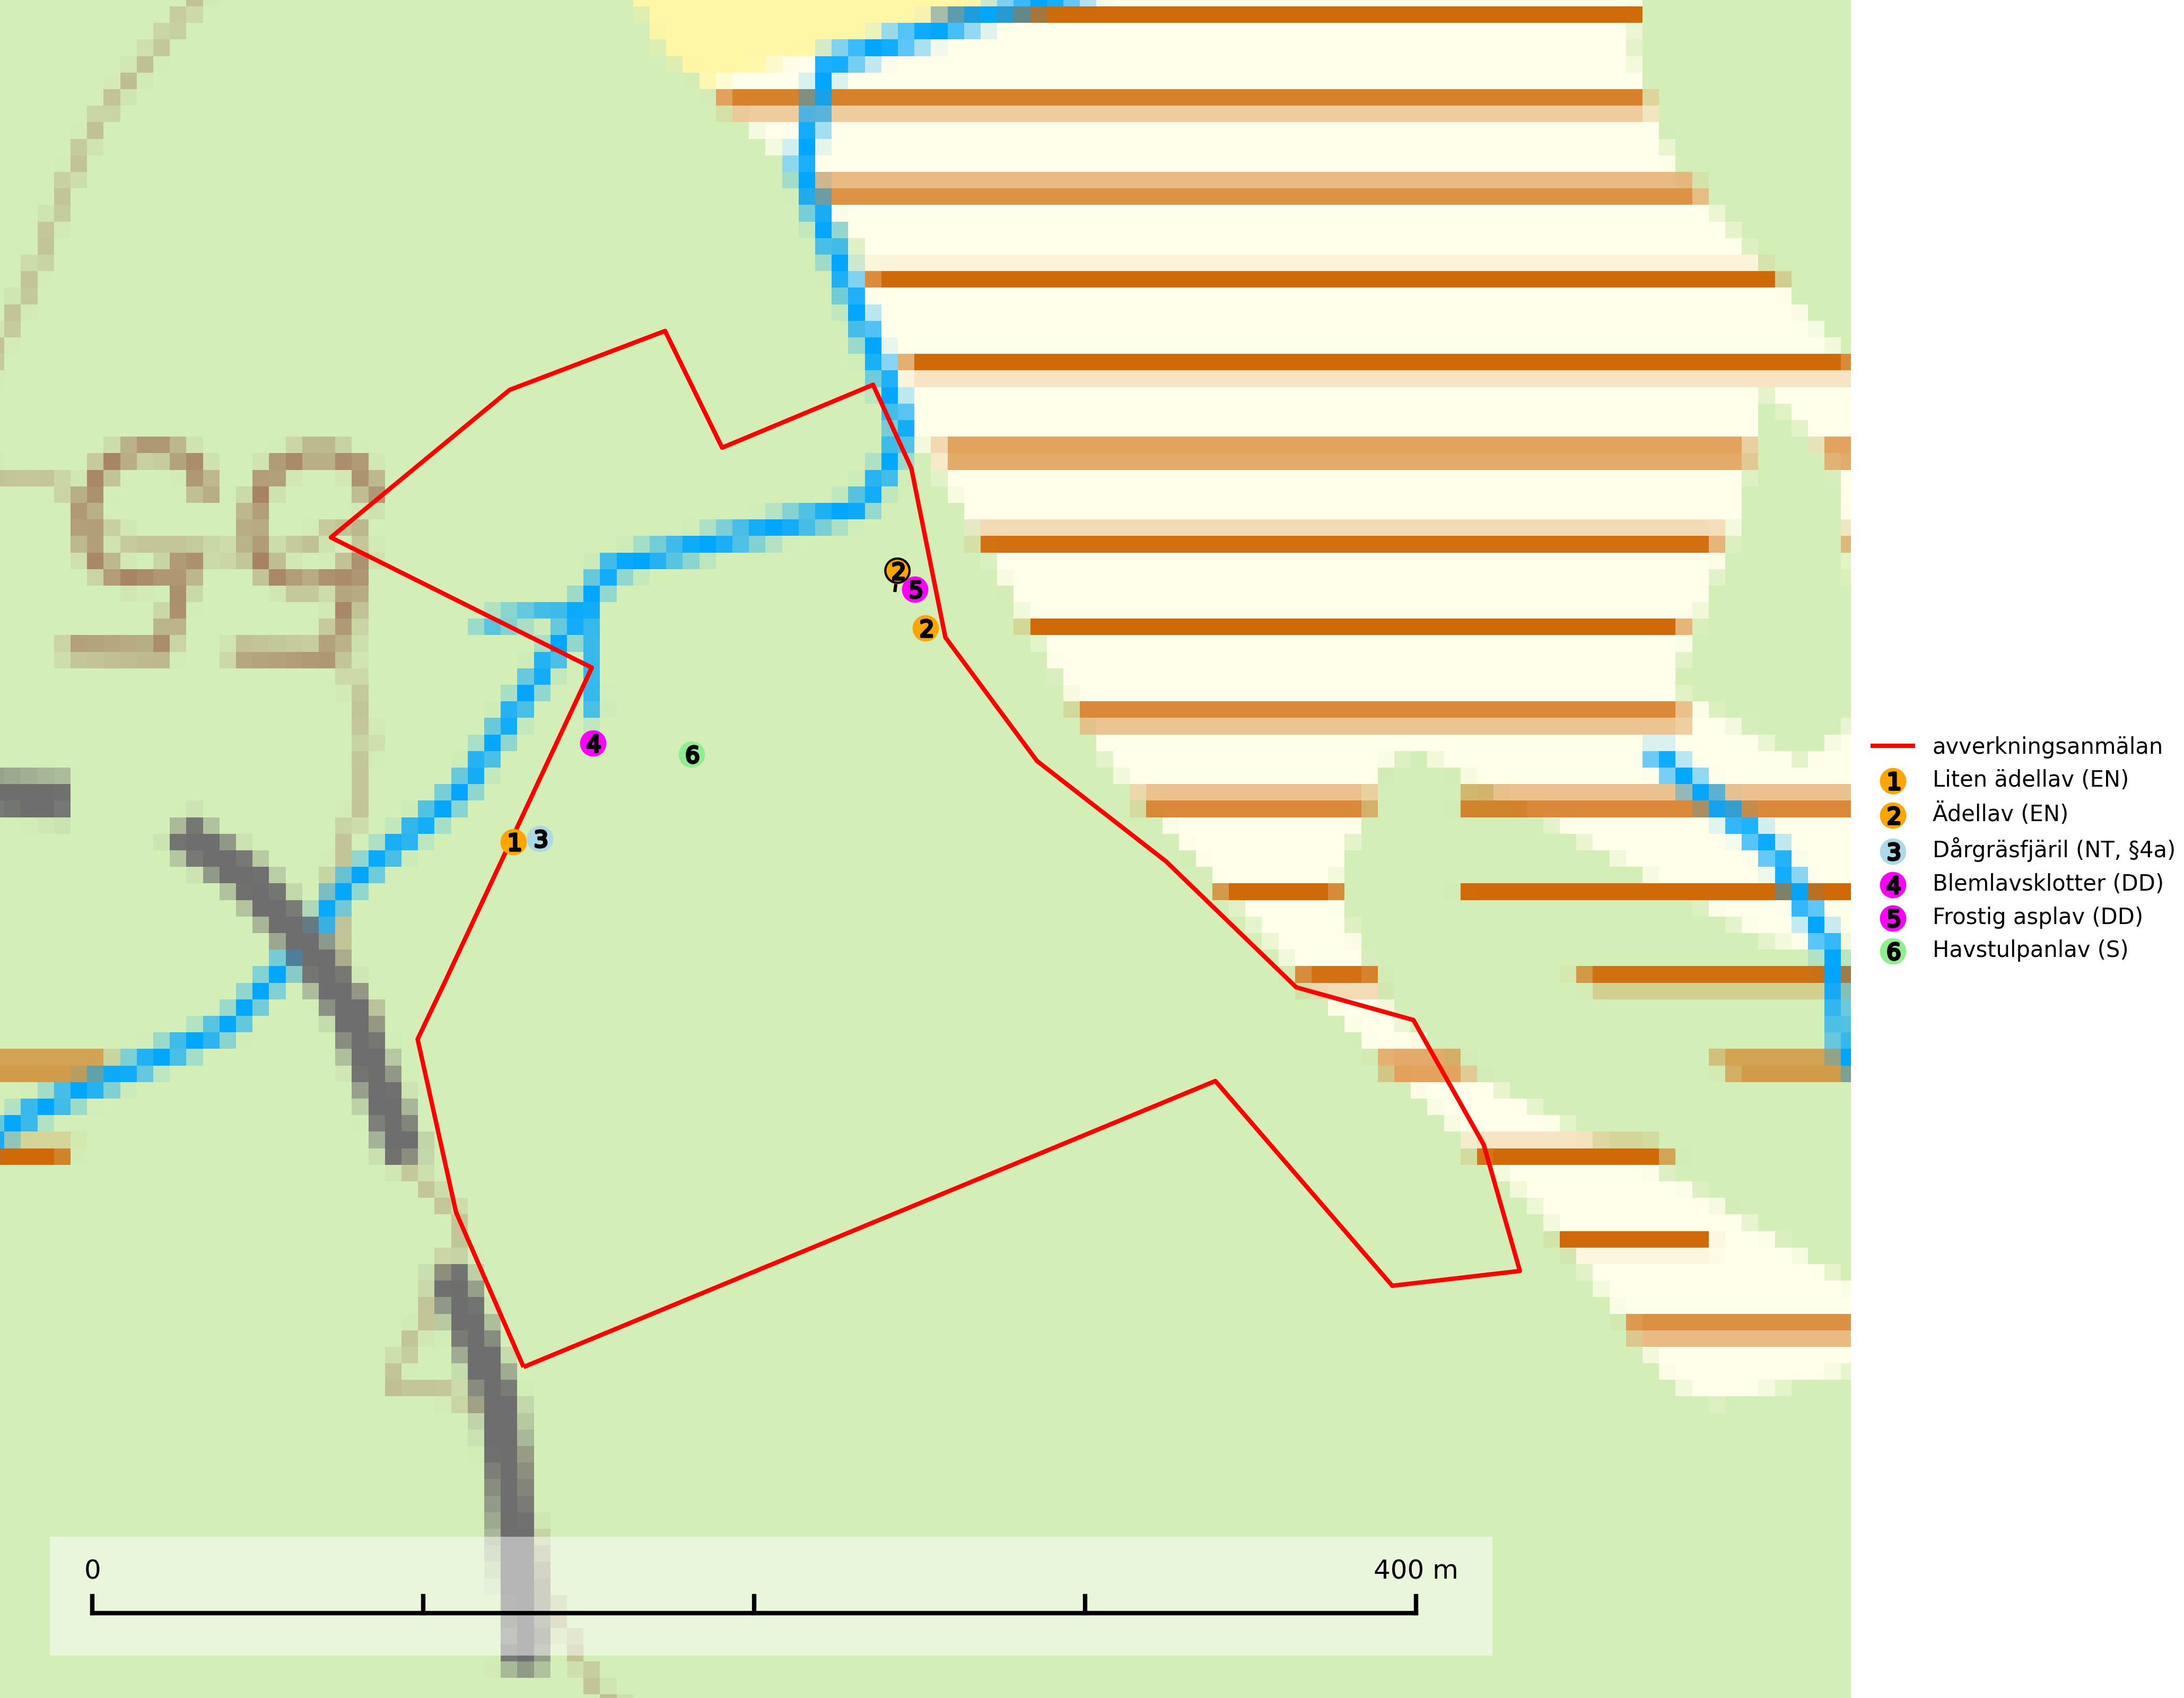 2
5
2
4
6
1
3
avverkningsanmälan
1 Liten ädellav (EN)
2 Ädellav (EN)
3 Dårgräsfjäril (NT, §4a)
4 Blemlavsklotter (DD)
5 Frostig asplav (DD)
6 Havstulpanlav (S)
0 400 m